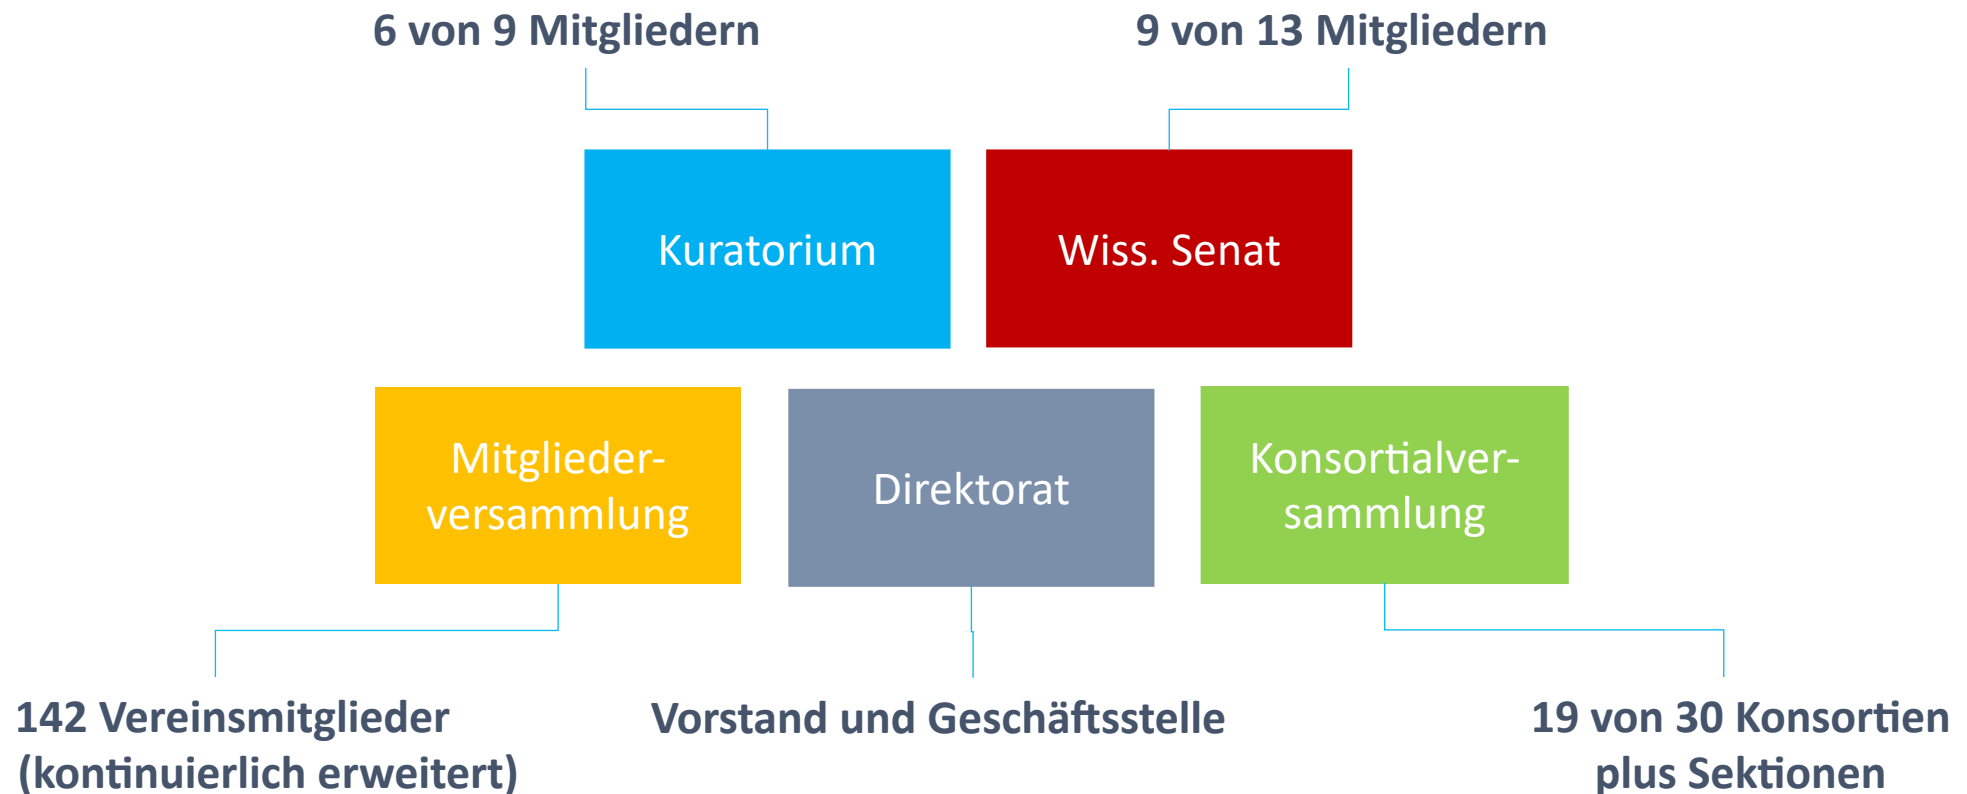 6 von 9 Mitgliedern
9 von 13 Mitgliedern
Kuratorium
Wiss. Senat
Mitglieder-
versammlung
Direktorat
Konsortialver-
sammlung
142 Vereinsmitglieder
(kontinuierlich erweitert)
Vorstand und Geschäftsstelle
19 von 30 Konsortien
plus Sektionen